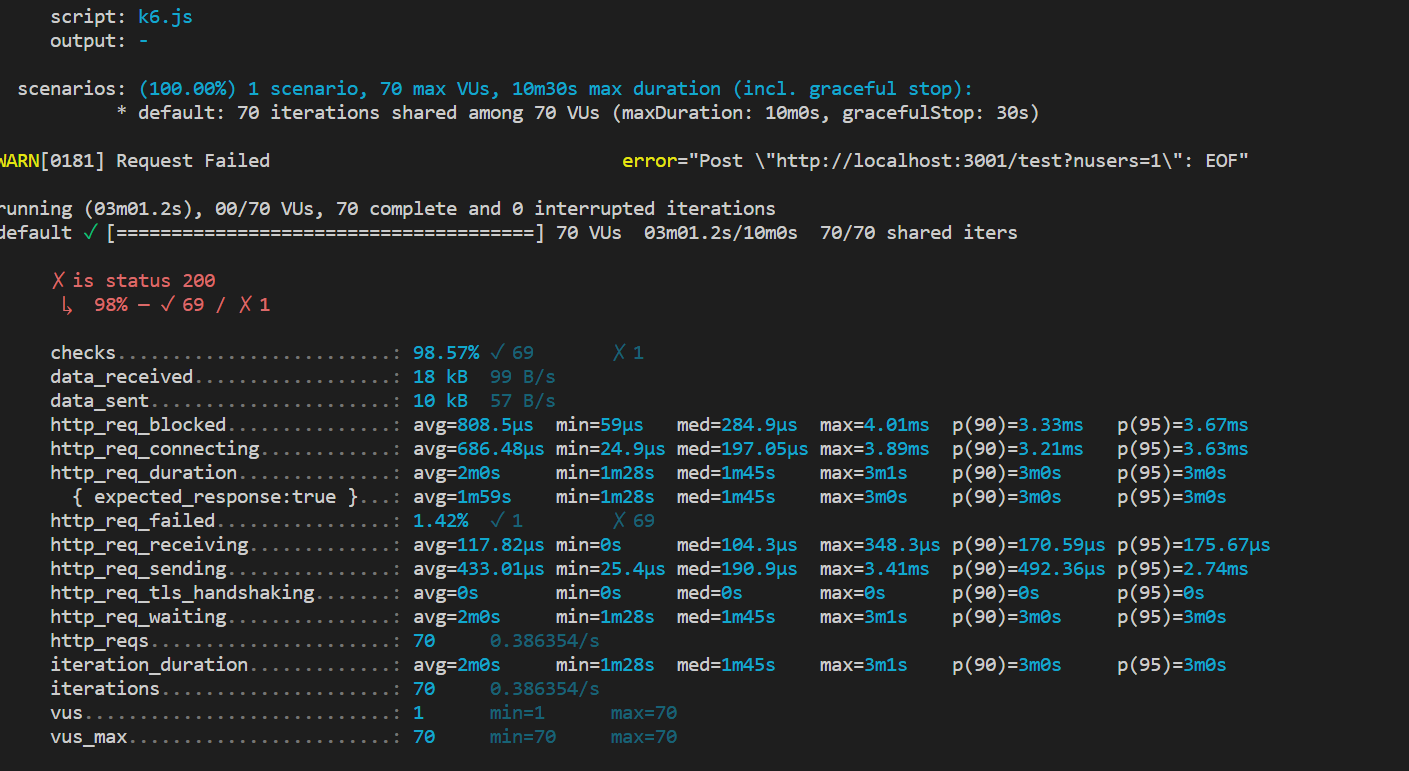 script: k6.js
output: -
scenarios: (100.00%) 1 scenario, 70 max VUs, 10m30s max duration (incl. graceful stop):
* default: 70 iterations shared among 70 VUs (maxDuration: 10m0s, gracefulStop: 30s)
WARN[0181] Request Failed error="Post \"http://localhost:3001/test?nusers=1\": EOF"
running (03m01.2s), 00/70 VUs, 70 complete and 0 interrupted iterations
default ✓ [======================================] 70 VUs 03m01.2s/10m0s 70/70 shared iters
✗ is status 200
↳ 98% — ✓ 69 / ✗ 1
checks.........................: 98.57% ✓ 69 ✗ 1
data_received..................: 18 kB 99 B/s
data_sent......................: 10 kB 57 B/s
http_req_blocked...............: avg=808.5µs min=59µs med=284.9µs max=4.01ms p(90)=3.33ms p(95)=3.67ms
http_req_connecting............: avg=686.48µs min=24.9µs med=197.05µs max=3.89ms p(90)=3.21ms p(95)=3.63ms
http_req_duration..............: avg=2m0s min=1m28s med=1m45s max=3m1s p(90)=3m0s p(95)=3m0s
{ expected_response:true }...: avg=1m59s min=1m28s med=1m45s max=3m0s p(90)=3m0s p(95)=3m0s
http_req_failed................: 1.42% ✓ 1 ✗ 69
http_req_receiving.............: avg=117.82µs min=0s med=104.3µs max=348.3µs p(90)=170.59µs p(95)=175.67µs
http_req_sending...............: avg=433.01µs min=25.4µs med=190.9µs max=3.41ms p(90)=492.36µs p(95)=2.74ms
http_req_tls_handshaking.......: avg=0s min=0s med=0s max=0s p(90)=0s p(95)=0s
http_req_waiting...............: avg=2m0s min=1m28s med=1m45s max=3m1s p(90)=3m0s p(95)=3m0s
http_reqs......................: 70 0.386354/s
iteration_duration.............: avg=2m0s min=1m28s med=1m45s max=3m1s p(90)=3m0s p(95)=3m0s
iterations.....................: 70 0.386354/s
vus............................: 1 min=1 max=70
vus_max........................: 70 min=70 max=70